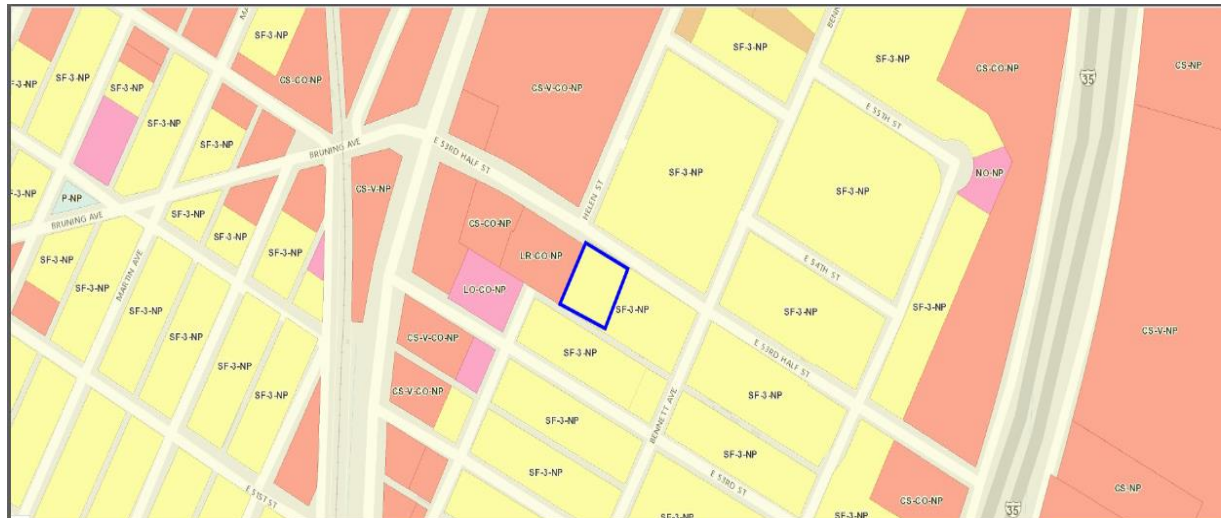 SF-3-NP
BENN
SF-3-NP
SF-3-NP
CS-CO-NP
CS-NP
SF-3-NP
SF-3-NP
CS-CO-NP
CS-V-CO-NP
35
SF-3-NP
E 55TH ST
SF-3-NP
BRUNING AVE
E 53RD HALF ST
SF-3-NP
SF-3-NP
NO-NP
SF-3-NP
CS-V-NP
HELEN ST
P-NP
BRUNING AVE
SF-3-NP
CS-CO-NP
SF-3-NP
LR-CO-NP
E 54TH ST
SF-3-NP
MARTIN AVE
SF-3-NP
SF-3-NP
LO-CO-NP
SF-3-NP
SF-3-NP
SF-3-NP
SF-3-NP
CS-V-NP
SF-3-NP
CS-V-CO-NP
SF-3-NP
E 53RD HALF ST
SF-3-NP
SF-3-NP
CS-V-CO-NP
SF-3-NP
SF-3-NP
BENNETT AVE
SF-3-NP
SF-3-NP
E 53RD ST
E 51ST ST
CS-CO-NP
CS-NP
SF-3-NP
SF-3-NP
35